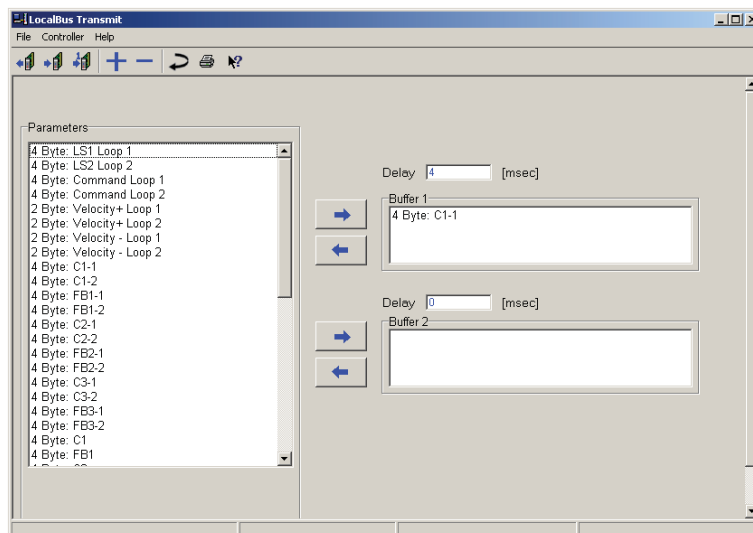 LocalBus Transmit
File Controller Help
Parameters
4 Byte: LS1 Loop 1
4 Byte: LS2 Loop 2
4 Byte: Command Loop 1
4 Byte: Command Loop 2
2 Byte: Velocity+ Loop 1
2 Byte: Velocity+ Loop 2
2 Byte: Velocity - Loop 1
2 Byte: Velocity - Loop 2
4 Byte: C1-1
4 Byte: C1-2
4 Byte: FB1-1
4 Byte: FB1-2
4 Byte: C2-1
4 Byte: C2-2
4 Byte: FB2-1
4 Byte: FB2-2
4 Byte: C3-1
4 Byte: C3-2
4 Byte: FB3-1
4 Byte: FB3-2
4 Byte: C1
4 Byte: FB1
Delay 4 [msec]
Buffer 1
4 Byte: C1-1
Delay 0 [msec]
Buffer 2